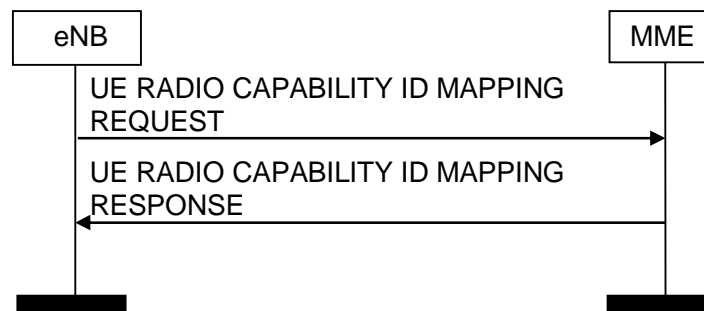 eNB
MME
UE RADIO CAPABILITY ID MAPPING
REQUEST
UE RADIO CAPABILITY ID MAPPING
RESPONSE